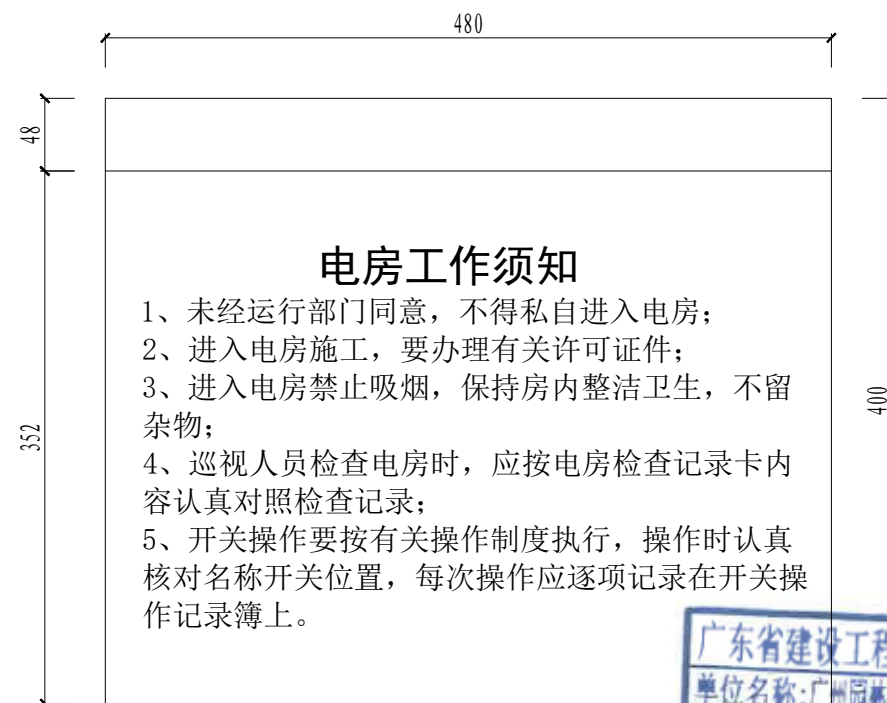 480
48
电房工作须知
1、未经运行部门同意，不得私自进入电房；
2、进入电房施工，要办理有关许可证件；
3、进入电房禁止吸烟，保持房内整洁卫生，不留
杂物；
400
352
4、巡视人员检查电房时，应按电房检查记录卡内
容认真对照检查记录；
5、开关操作要按有关操作制度执行，操作时认真
核对名称开关位置，每次操作应逐项记录在开关操
作记录簿上。
广东省建设工程
单位名称:广州园林